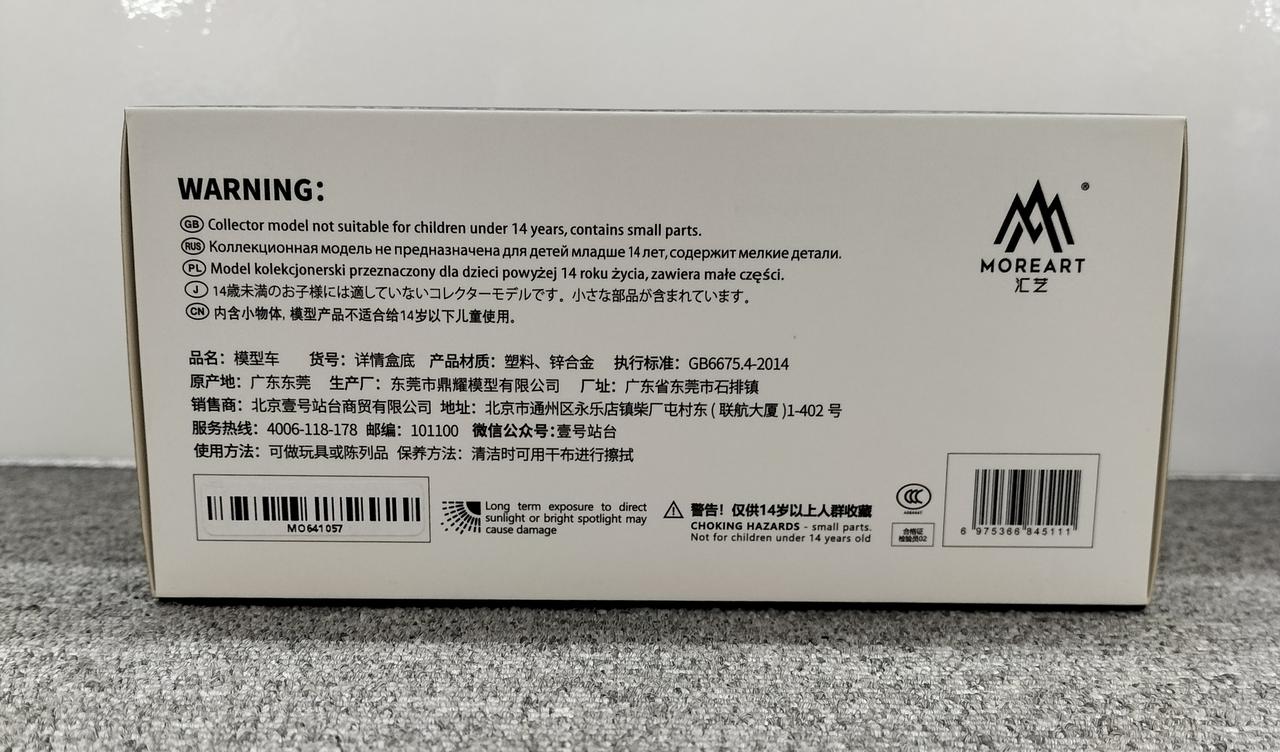 WARNING:
GB Collector model not suitable for children under 14 years, contains small parts.
RUS Коллекционная модель не предназначена для детей младше 14 лет, содержит мелкие детали.
PL Model kolekcjonerski przeznaczony dla dzieci powyżej 14 roku życia, zawiera małe części.
J 14歳未満のお子様には適していないコレクターモデルです。小さな部品が含まれています。
CN 内含小物体, 模型产品不适合给14岁以下儿童使用。
MOREART
汇艺
品名：模型车 货号：详情盒底 产品材质：塑料、锌合金 执行标准：GB6675.4-2014
原产地：广东东莞 生产厂：东莞市鼎耀模型有限公司 厂址：广东省东莞市石排镇
销售商：北京壹号站台商贸有限公司 地址：北京市通州区永乐店镇柴厂屯村东 ( 联航大厦 )1-402 号
服务热线：4006-118-178 邮编：101100 微信公众号：壹号站台
使用方法：可做玩具或陈列品 保养方法：清洁时可用干布进行擦拭
MO641057
Long term exposure to direct
sunlight or bright spotlight may
cause damage
警告！仅供14岁以上人群收藏
CHOKING HAZARDS - small parts.
Not for children under 14 years old
CCC
合格证
检验员02
6 975366 845111